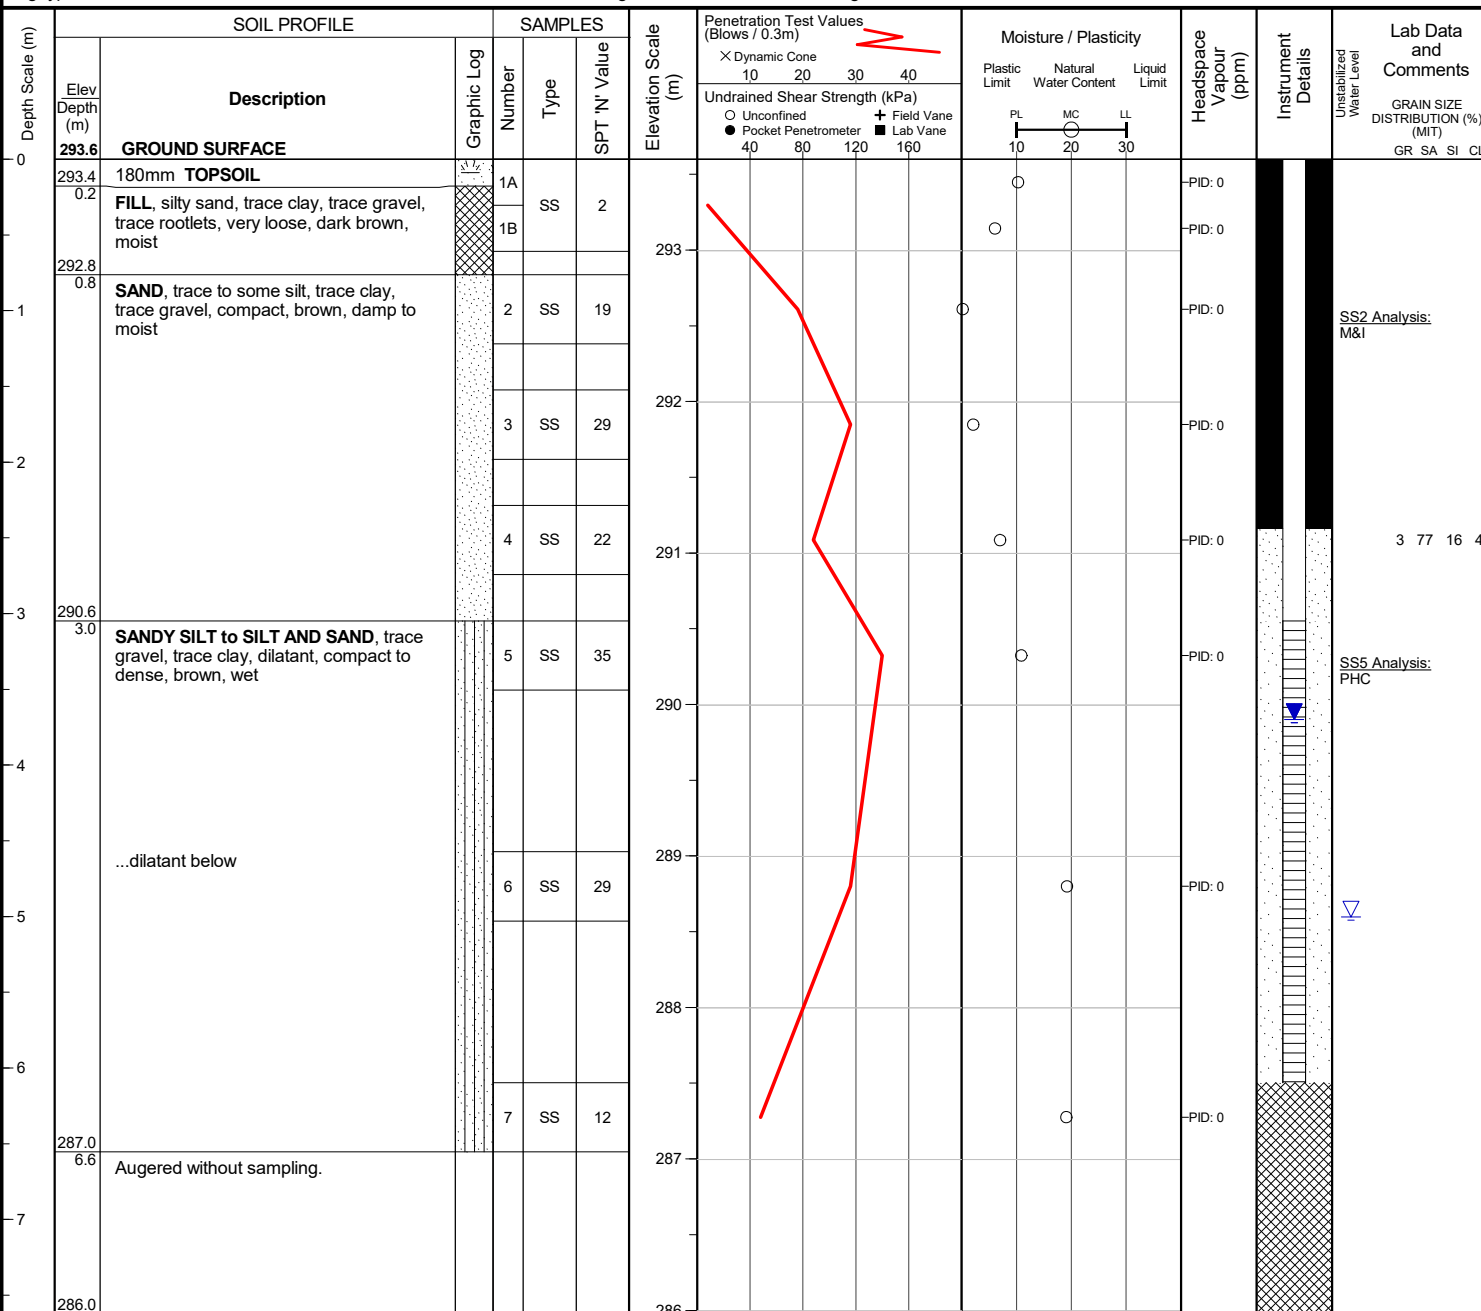 SOIL PROFILE
SAMPLES
Depth Scale (m)
Elev
Depth
(m)
293.6
Description
GROUND SURFACE
Graphic Log
Number
Type
SPT 'N' Value
Elevation Scale
(m)
Penetration Test Values
(Blows / 0.3m)
× Dynamic Cone
10 20 30 40
Undrained Shear Strength (kPa)
Unconfined
Field Vane
Pocket Penetrometer
Lab Vane
40 80 120 160
Moisture / Plasticity
Plastic
Limit
Natural
Water Content
Liquid
Limit
PL MC LL
10 20 30
Headspace
Vapour
(ppm)
Instrument
Details
Unstabilized
Water Level
Lab Data
and
Comments
GRAIN SIZE
DISTRIBUTION (%)
(MIT)
GR SA SI CL
0
1
2
3
4
5
6
7
293.4
0.2
180mm TOPSOIL
FILL, silty sand, trace clay, trace gravel,
trace rootlets, very loose, dark brown,
moist
292.8
0.8
SAND, trace to some silt, trace clay,
trace gravel, compact, brown, damp to
moist
290.6
3.0
SANDY SILT to SILT AND SAND, trace
gravel, trace clay, dilatant, compact to
dense, brown, wet
...dilatant below
287.0
6.6
Augered without sampling.
286.0
1A
1B
SS 2
2 SS 19
3 SS 29
4 SS 22
5 SS 35
6 SS 29
7 SS 12
293
292
291
290
289
288
287
286
PID: 0
PID: 0
PID: 0
PID: 0
PID: 0
PID: 0
PID: 0
PID: 0
SS2 Analysis:
M&I
3 77 16 4
SS5 Analysis:
PHC